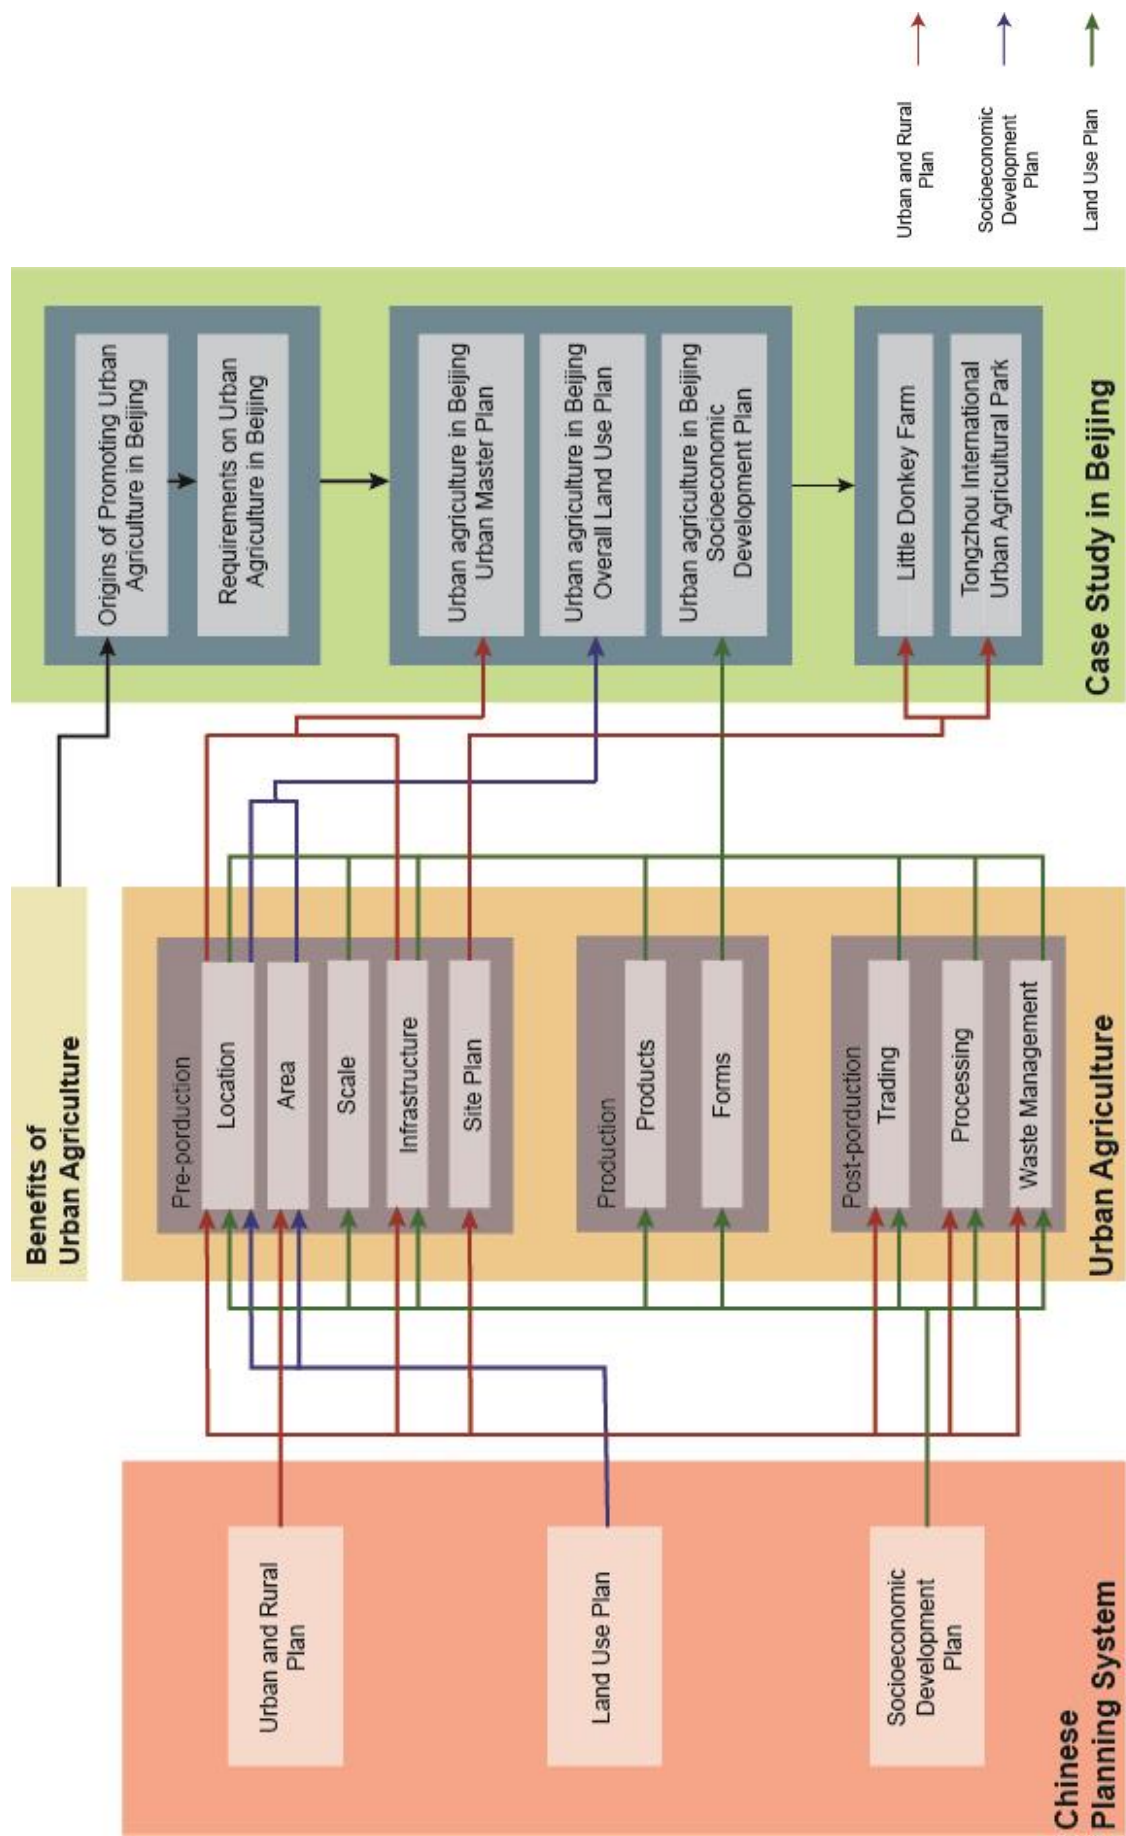 Benefits of
Urban Agriculture
Chinese
Planning System
Urban and Rural
Plan
Land Use Plan
Socioeconomic
Development
Plan
Urban Agriculture
Pre-porduction
Location
Area
Scale
Infrastructure
Site Plan
Production
Products
Forms
Post-porduction
Trading
Processing
Waste Management
Case Study in Beijing
Origins of Promoting Urban
Agriculture in Beijing
Requirements on Urban
Agriculture in Beijing
Urban agriculture in Beijing
Urban Master Plan
Urban agriculture in Beijing
Overall Land Use Plan
Urban agriculture in Beijing
Socioeconomic
Development Plan
Little Donkey Farm
Tongzhou International
Urban Agricultural Park
Urban and Rural
Plan
Socioeconomic
Development
Plan
Land Use Plan